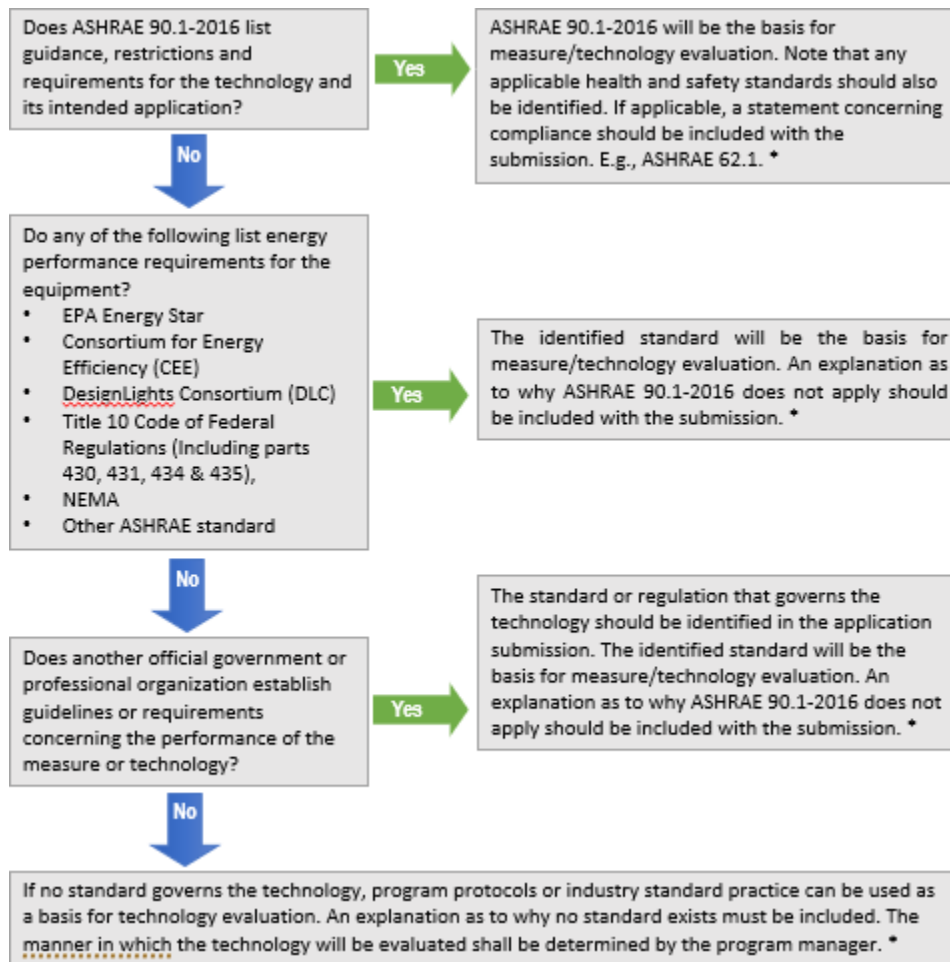 Does ASHRAE 90.1-2016 list
guidance, restrictions and
requirements for the technology and
its intended application?
Yes
ASHRAE 90.1-2016 will be the basis for
measure/technology evaluation. Note that any
applicable health and safety standards should also
be identified. If applicable, a statement concerning
compliance should be included with the
submission. E.g., ASHRAE 62.1. *
No
Do any of the following list energy
performance requirements for the
equipment?
• EPA Energy Star
• Consortium for Energy
Efficiency (CEE)
• DesignLights Consortium (DLC)
• Title 10 Code of Federal
Regulations (Including parts
430, 431, 434 & 435),
• NEMA
• Other ASHRAE standard
Yes
The identified standard will be the basis for
measure/technology evaluation. An explanation as
to why ASHRAE 90.1-2016 does not apply should
be included with the submission. *
No
Does another official government or
professional organization establish
guidelines or requirements
concerning the performance of the
measure or technology?
Yes
The standard or regulation that governs the
technology should be identified in the application
submission. The identified standard will be the
basis for measure/technology evaluation. An
explanation as to why ASHRAE 90.1-2016 does not
apply should be included with the submission. *
No
If no standard governs the technology, program protocols or industry standard practice can be used as
a basis for technology evaluation. An explanation as to why no standard exists must be included. The
manner in which the technology will be evaluated shall be determined by the program manager. *